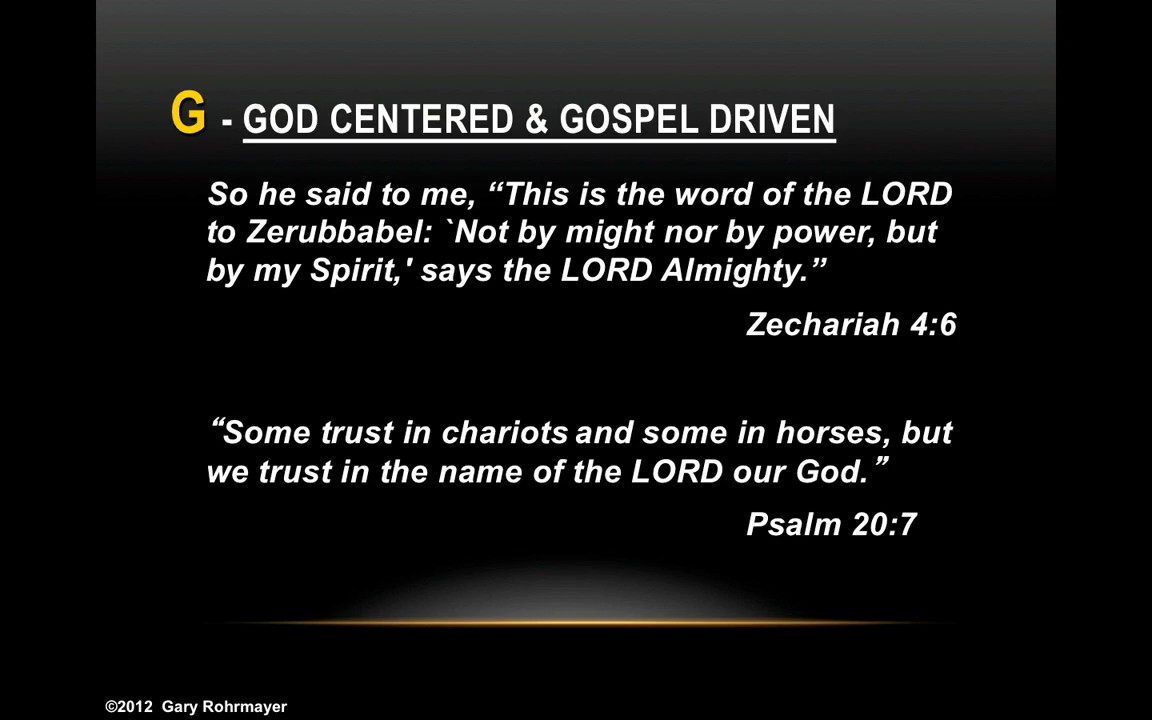 G - GOD CENTERED & GOSPEL DRIVEN
So he said to me, “This is the word of the LORD
to Zerubbabel: `Not by might nor by power, but
by my Spirit,' says the LORD Almighty.”
Zechariah 4:6
“Some trust in chariots and some in horses, but
we trust in the name of the LORD our God.”
Psalm 20:7
©2012 Gary Rohrmayer